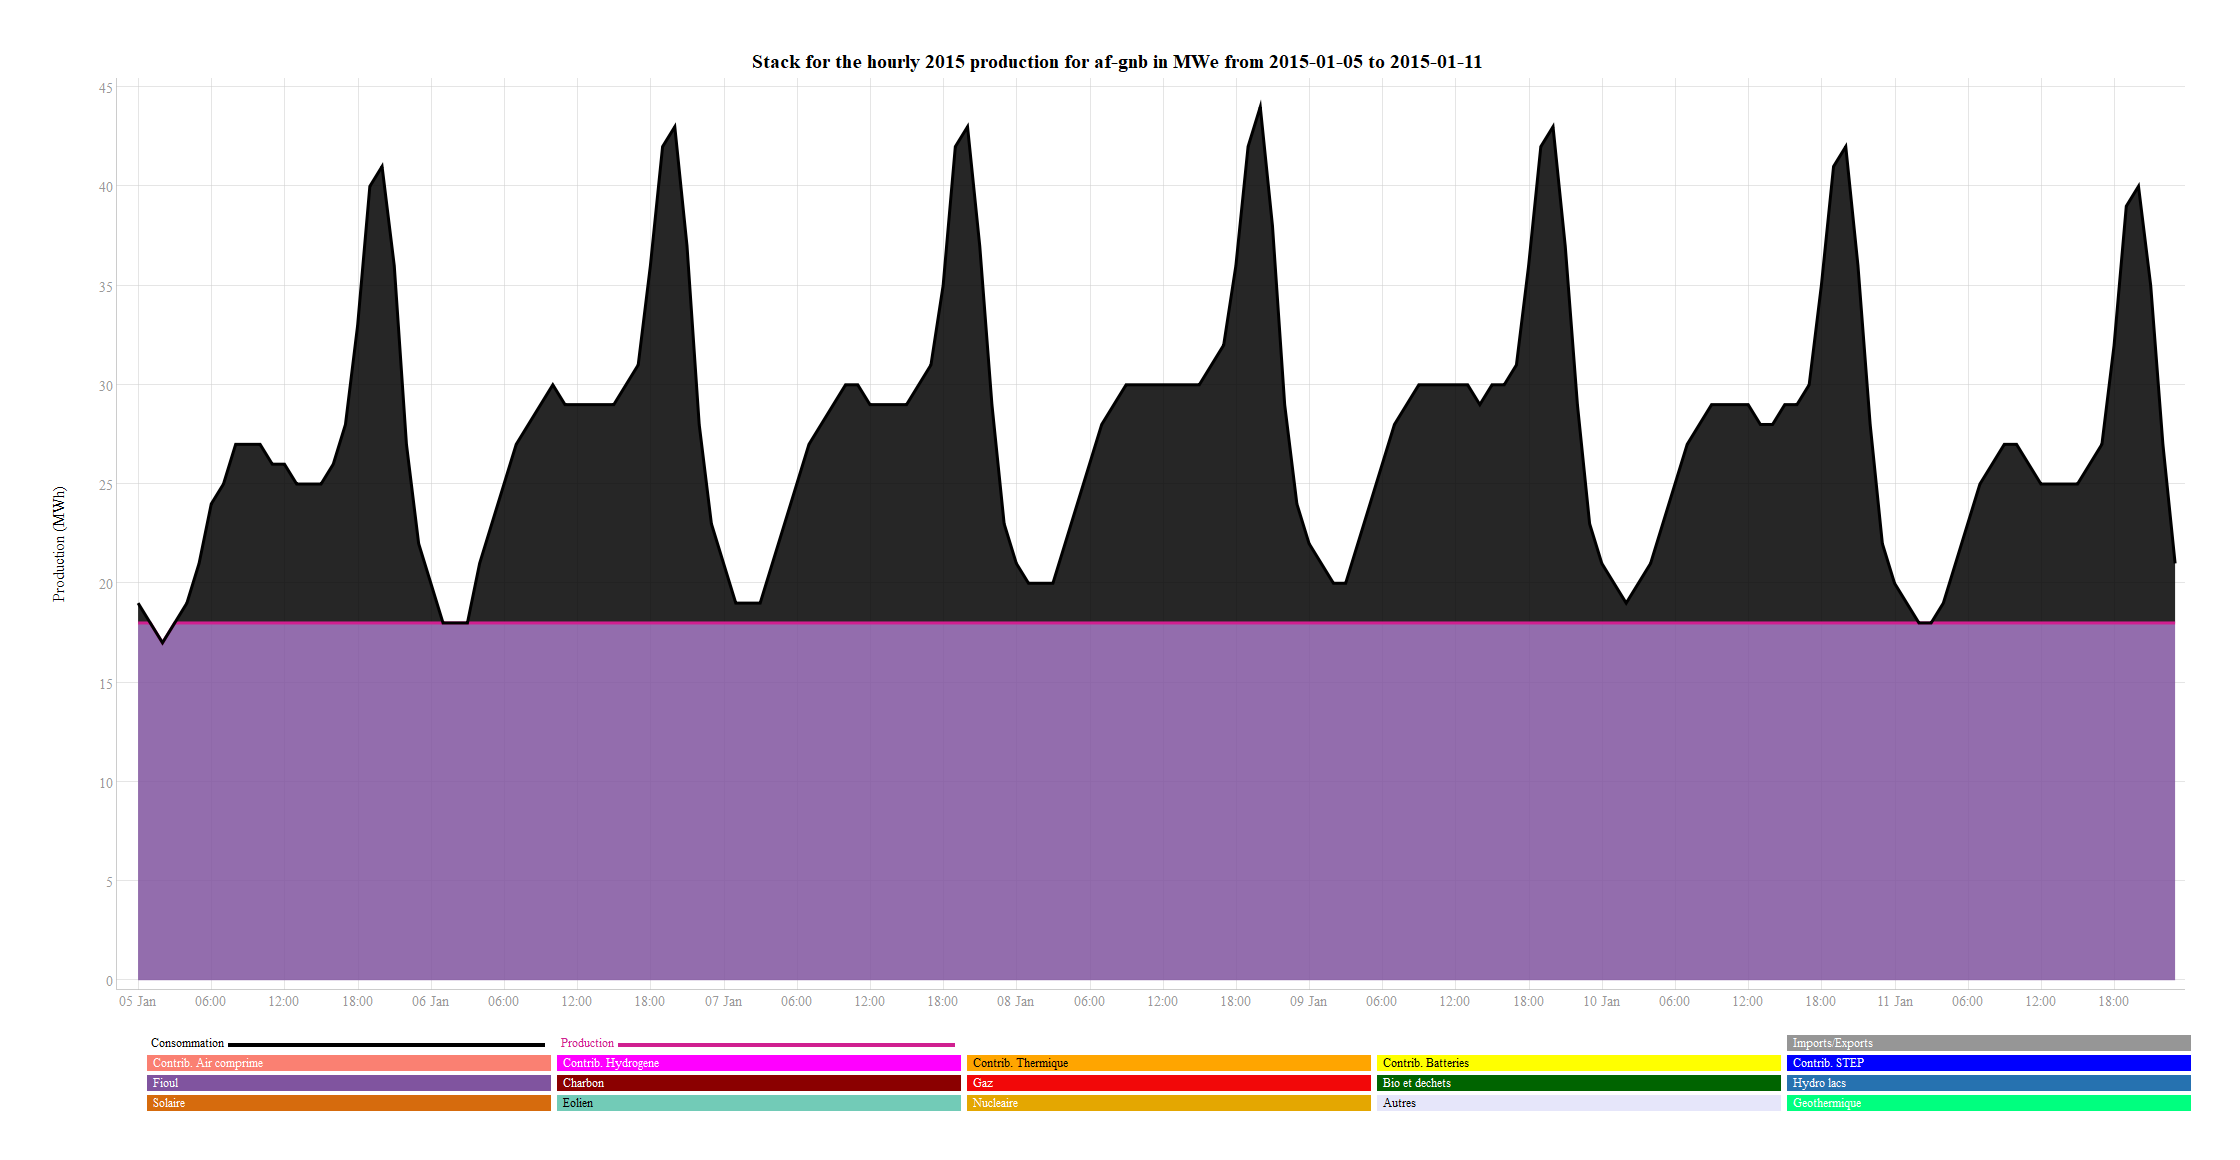 Stack for the hourly 2015 production for af-gnb in MWe from 2015-01-05 to 2015-01-11
45
40
35
30
25
20
15
10
5
0
Production (MWh)
05 Jan 06:00 12:00 18:00 06 Jan 06:00 12:00 18:00 07 Jan 06:00 12:00 18:00 08 Jan 06:00 12:00 18:00 09 Jan 06:00 12:00 18:00 10 Jan 06:00 12:00 18:00 11 Jan 06:00 12:00 18:00
Consommation Production Imports/Exports
Contrib. Air comprime Contrib. Hydrogene Contrib. Thermique Contrib. Batteries Contrib. STEP
Fioul Charbon Gaz Bio et dechets Hydro lacs
Solaire Eolien Nucleaire Autres Geothermique